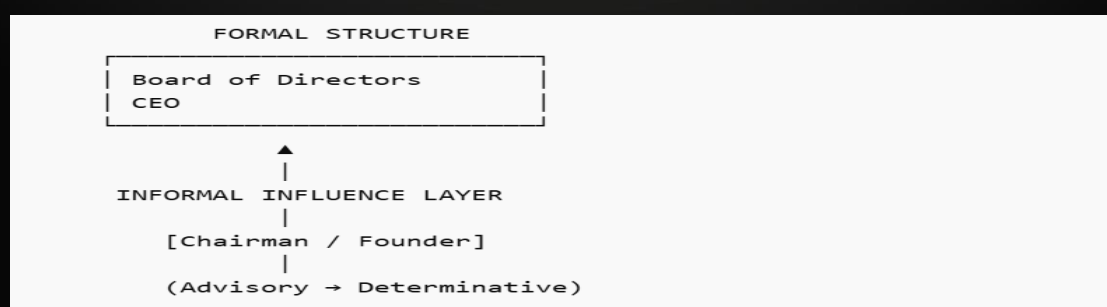 FORMAL STRUCTURE
Board of Directors
CEO
INFORMAL INFLUENCE LAYER
[Chairman / Founder]
(Advisory → Determinative)